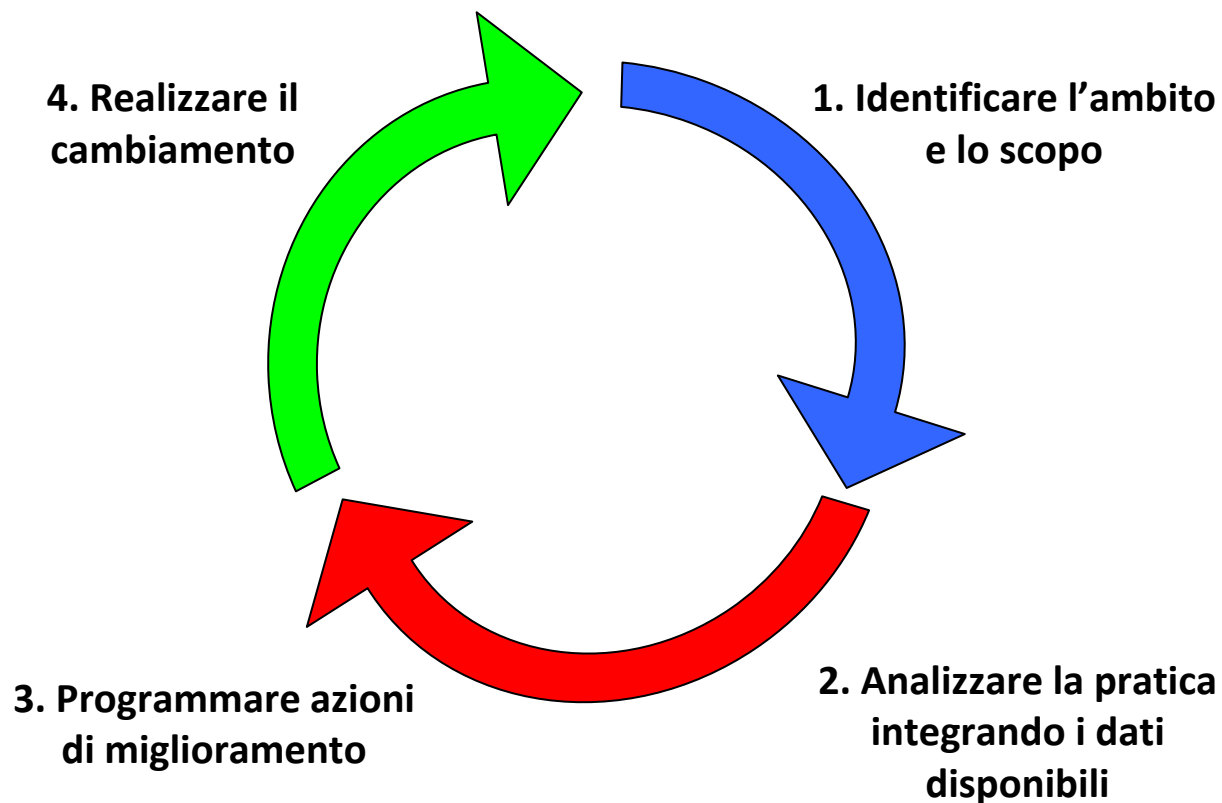 1. Identificare l’ambito
e lo scopo
2. Analizzare la pratica
integrando i dati
disponibili
3. Programmare azioni
di miglioramento
4. Realizzare il
cambiamento